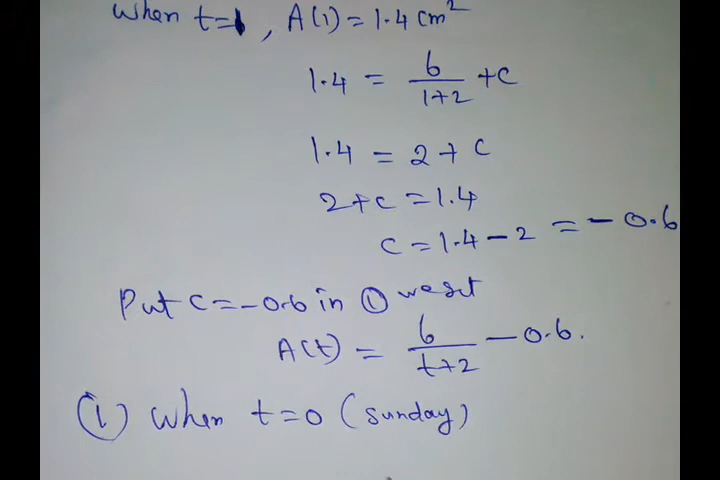 When t=1, A(1) = 1.4 cm²
1.4 = 6/(1+2) + c
1.4 = 2 + c
2+c = 1.4
c = 1.4 - 2 = - 0.6
Put c = -0.6 in ① we get
A(t) = 6/(t+2) - 0.6.
(1) When t=0 (sunday)